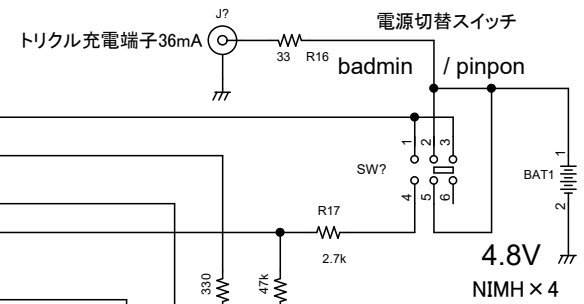 J?
電源切替スイッチ
トリクル充電端子36mA
33 R16
badmin / pinpon
1 2 3
SW?
4 5 6
BAT1
1
2
R17
2.7k
330
47k
4.8V
NIMH×4